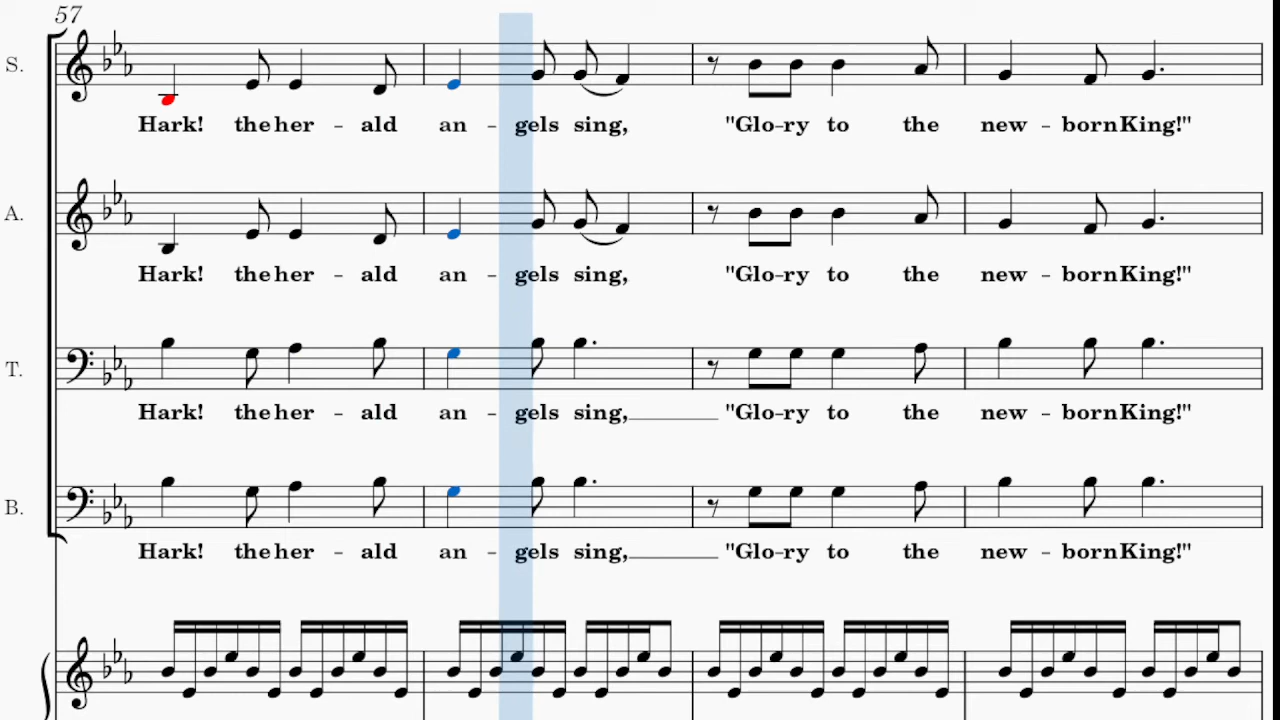 57
S.
Hark! the her - ald an - gels sing, "Glo-ry to the new - born King!"
A.
Hark! the her - ald an - gels sing, "Glo-ry to the new - born King!"
T.
Hark! the her - ald an - gels sing, "Glo-ry to the new - born King!"
B.
Hark! the her - ald an - gels sing, "Glo-ry to the new - born King!"